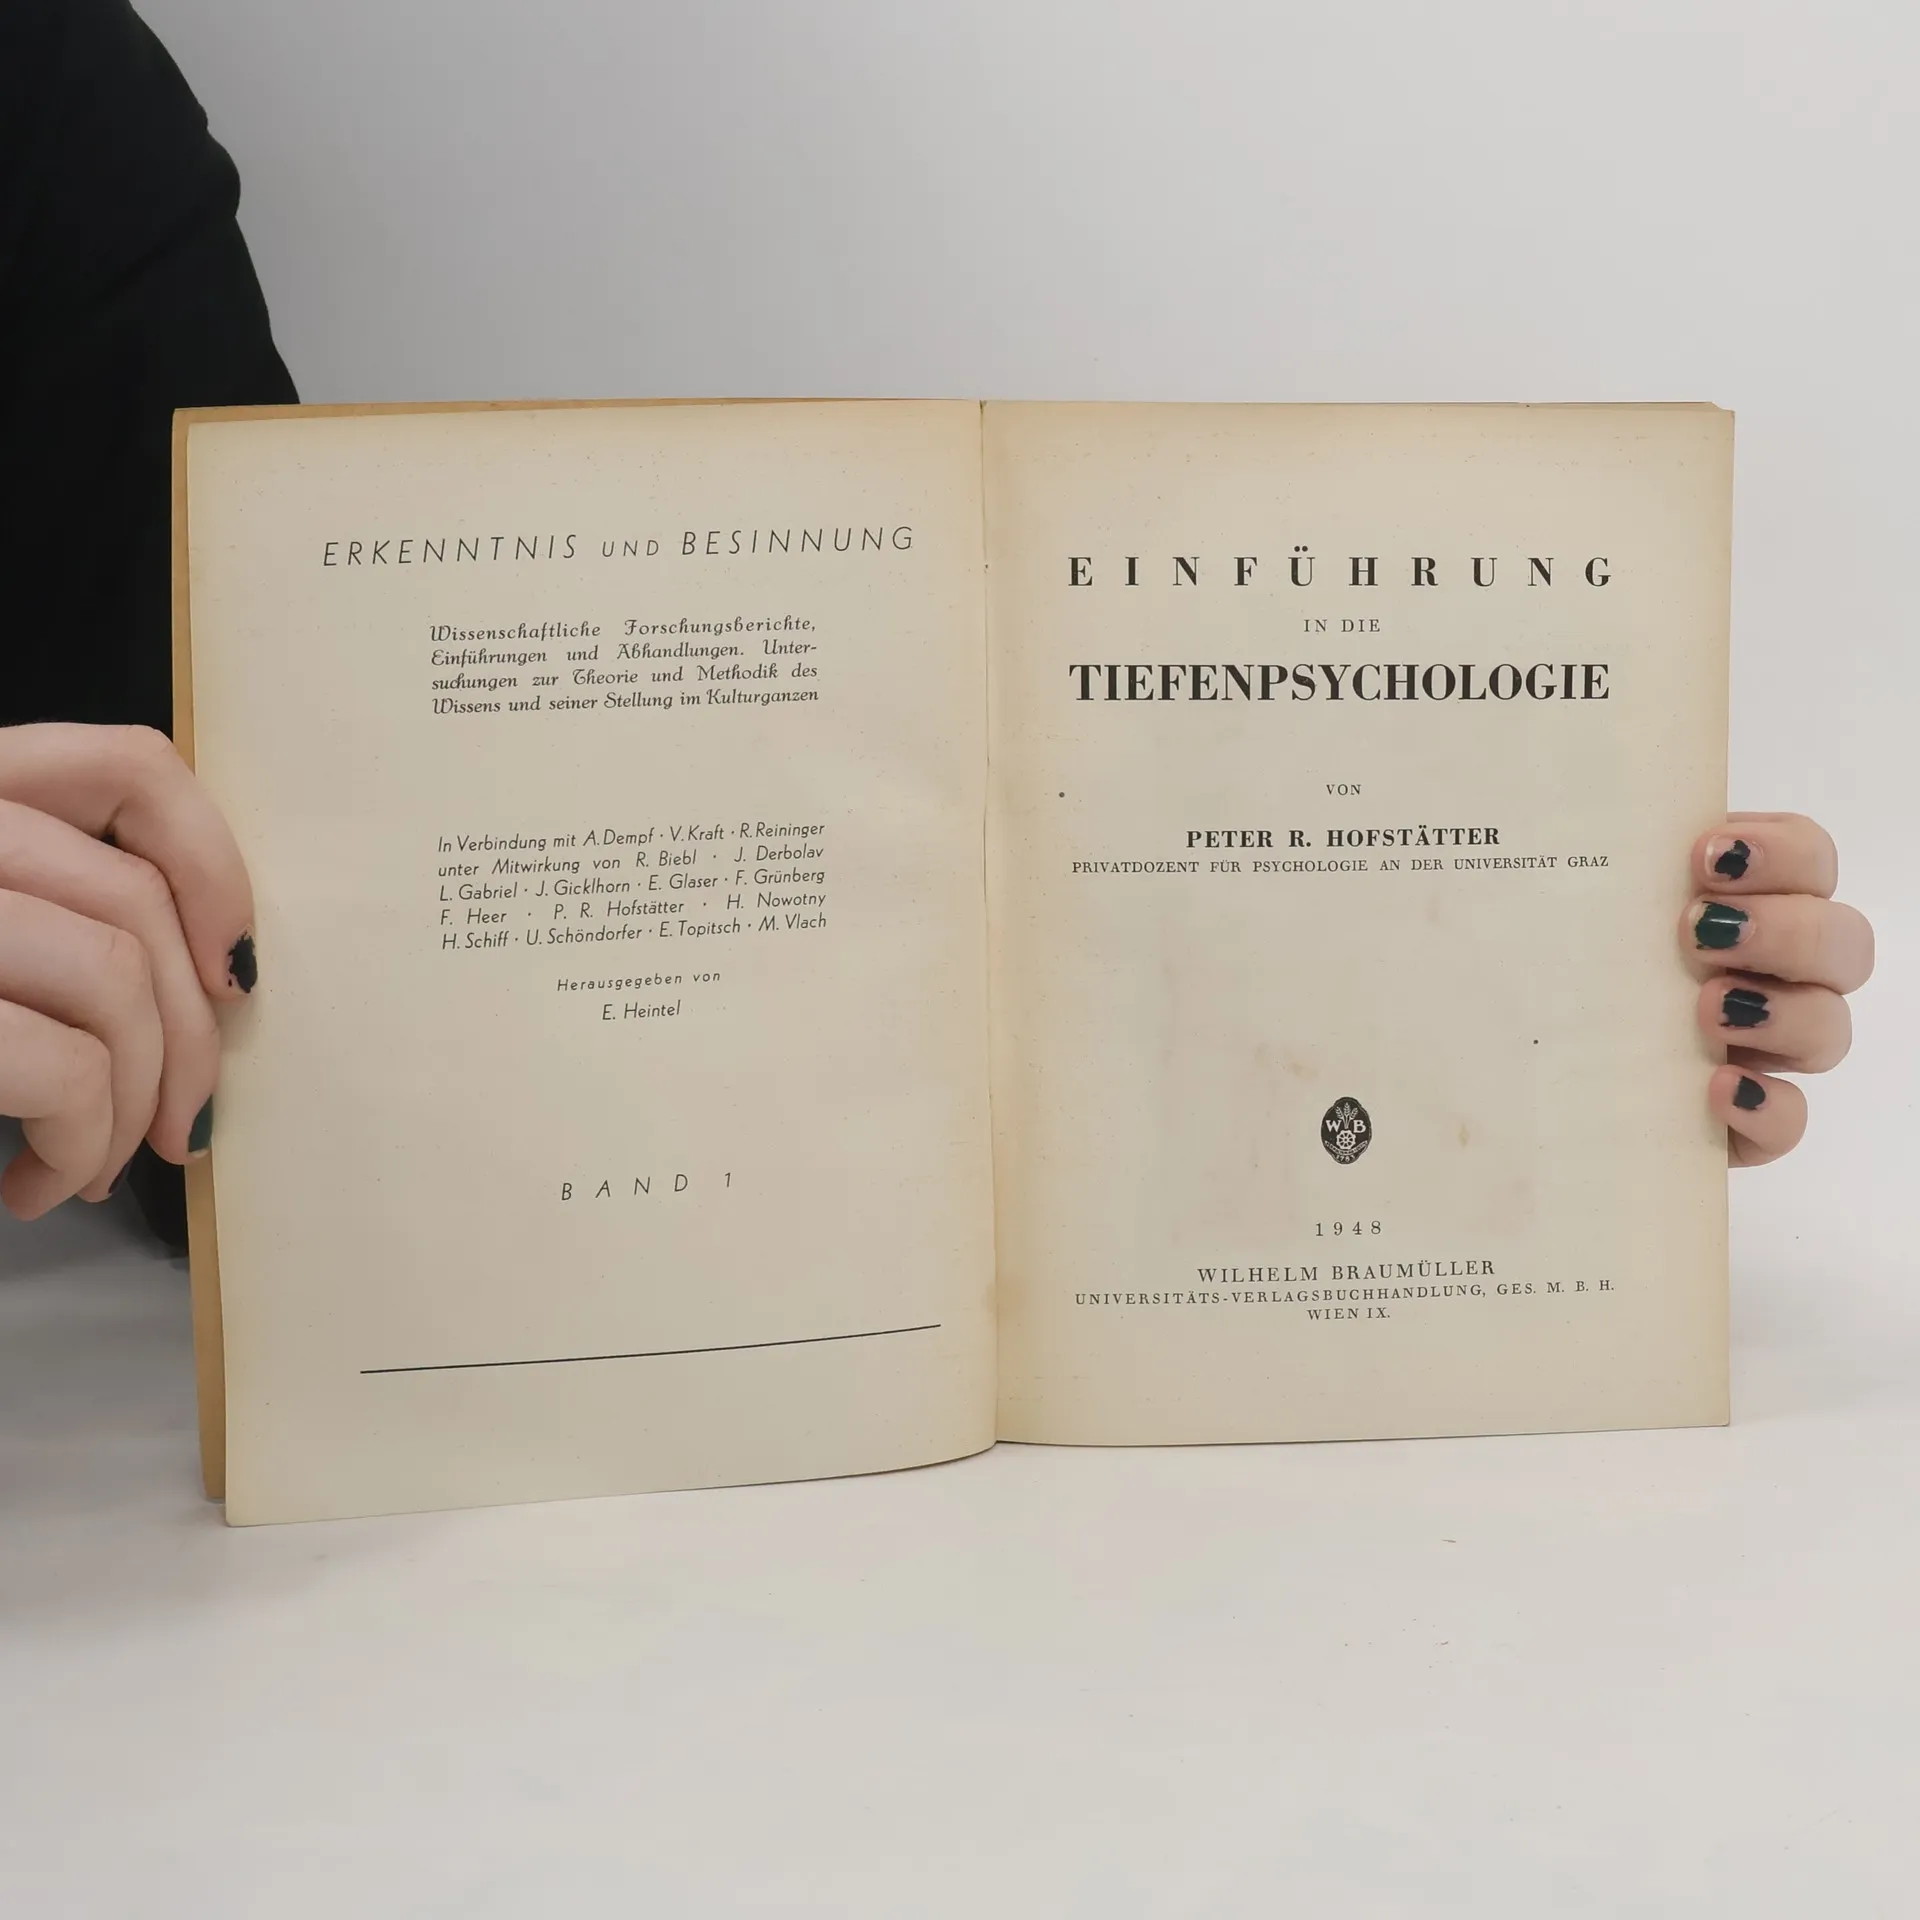 ERKENNTNIS UND BESINNUNG
Wissenschaftliche Forschungsberichte,
Einführungen und Abhandlungen. Unter-
suchungen zur Theorie und Methodik des
Wissens und seiner Stellung im Kulturganzen
In Verbindung mit A. Dempf · V. Kraft · R. Reininger
unter Mitwirkung von R. Biebl · J. Derbolav
L. Gabriel · J. Gicklhorn · E. Glaser · F. Grünberg
F. Heer · P. R. Hofstätter · H. Nowotny
H. Schiff · U. Schöndorfer · E. Topitsch · M. Vlach
Herausgegeben von
E. Heintel
BAND 1
EINFÜHRUNG
IN DIE
TIEFENPSYCHOLOGIE
VON
PETER R. HOFSTÄTTER
PRIVATDOZENT FÜR PSYCHOLOGIE AN DER UNIVERSITÄT GRAZ
W B
1948
WILHELM BRAUMÜLLER
UNIVERSITÄTS-VERLAGSBUCHHANDLUNG, GES. M. B. H.
WIEN IX.